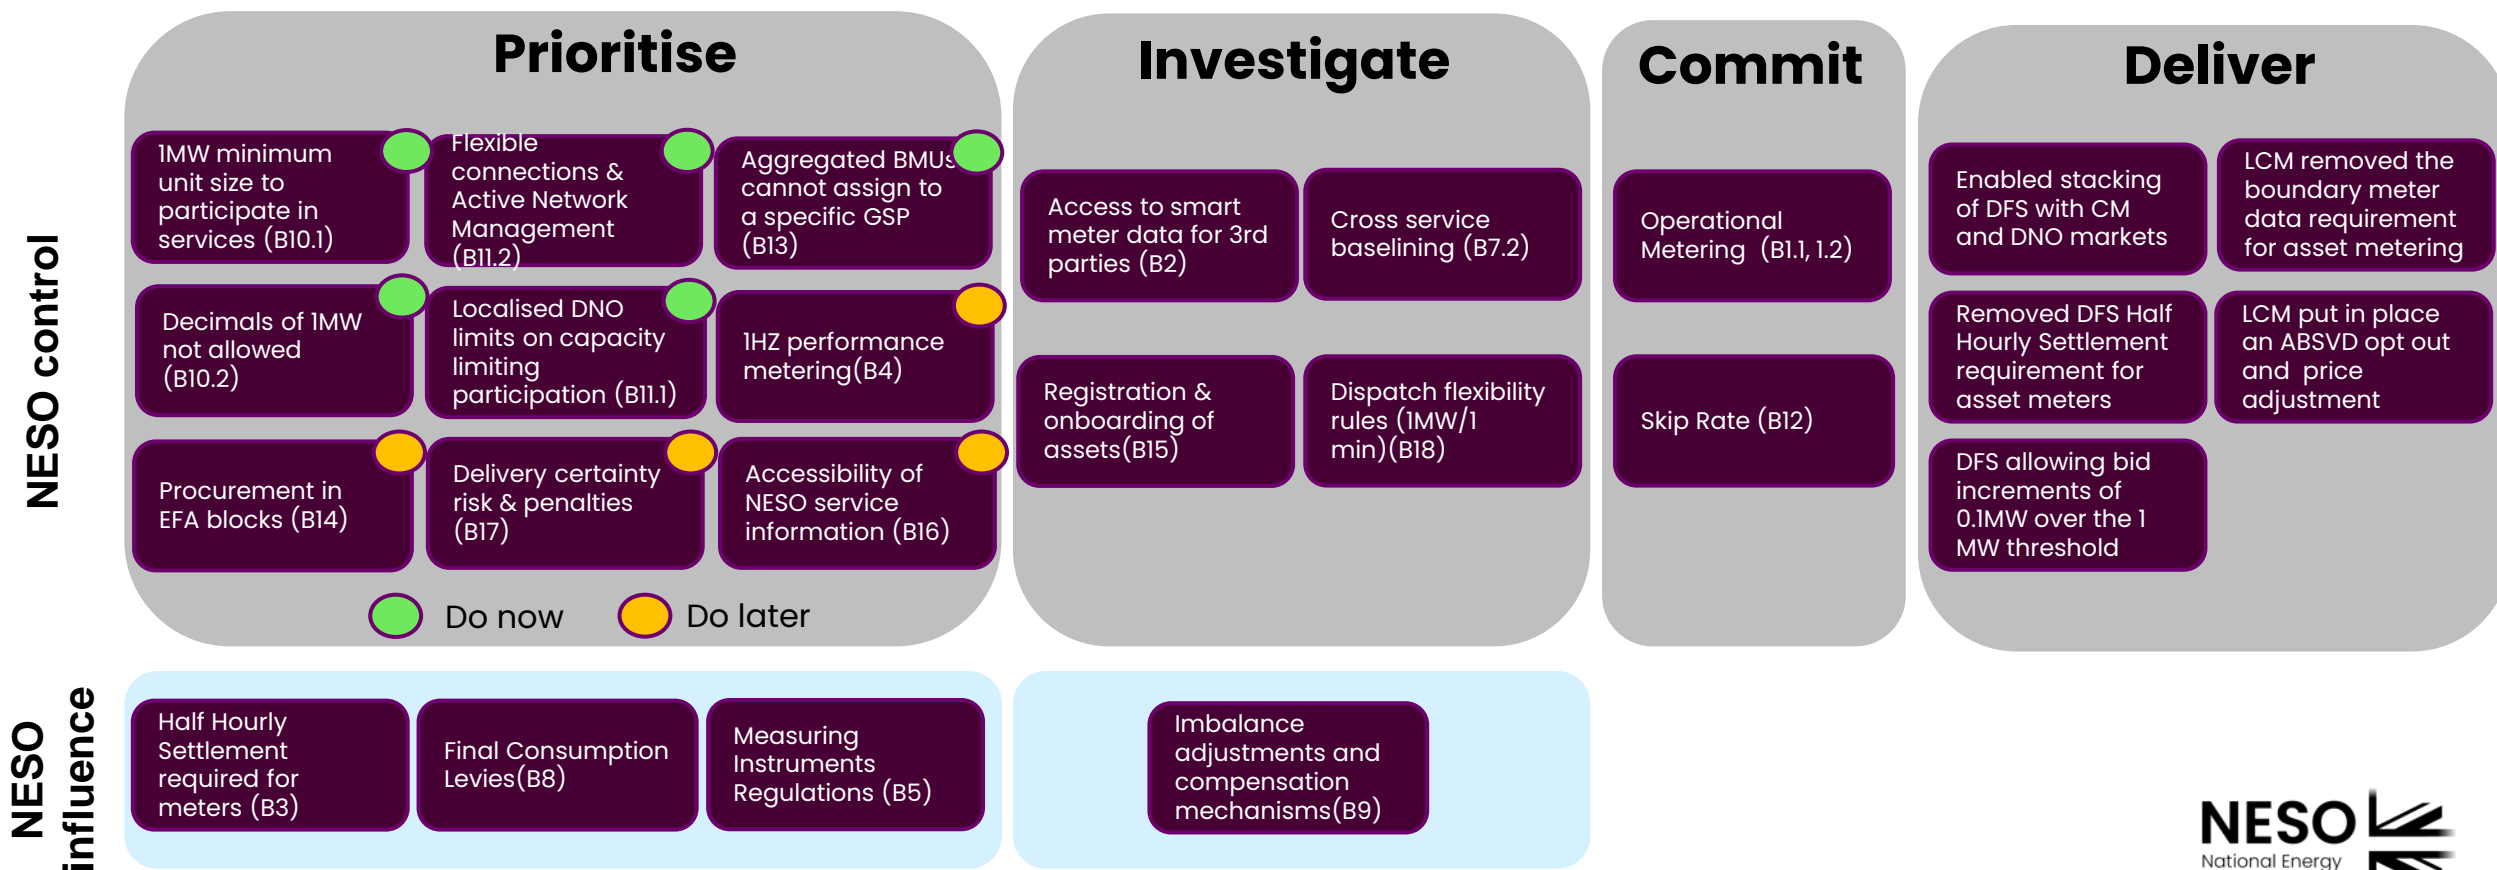 Prioritise
Investigate
Commit
Deliver
NESO control
1MW minimum
unit size to
participate in
services (B10.1)
Flexible
connections &
Active Network
Management
(B11.2)
Aggregated BMUs
cannot assign to
a specific GSP
(B13)
Decimals of 1MW
not allowed
(B10.2)
Localised DNO
limits on capacity
limiting
participation (B11.1)
1HZ performance
metering(B4)
Procurement in
EFA blocks (B14)
Delivery certainty
risk & penalties
(B17)
Accessibility of
NESO service
information (B16)
Do now
Do later
Access to smart
meter data for 3rd
parties (B2)
Cross service
baselining (B7.2)
Registration &
onboarding of
assets(B15)
Dispatch flexibility
rules (1MW/1
min)(B18)
Operational
Metering  (B1.1, 1.2)
Skip Rate (B12)
Enabled stacking
of DFS with CM
and DNO markets
LCM removed the
boundary meter
data requirement
for asset metering
Removed DFS Half
Hourly Settlement
requirement for
asset meters
LCM put in place
an ABSVD opt out
and  price
adjustment
DFS allowing bid
increments of
0.1MW over the 1
MW threshold
NESO
influence
Half Hourly
Settlement
required for
meters (B3)
Final Consumption
Levies(B8)
Measuring
Instruments
Regulations (B5)
Imbalance
adjustments and
compensation
mechanisms(B9)
NESO
National Energy